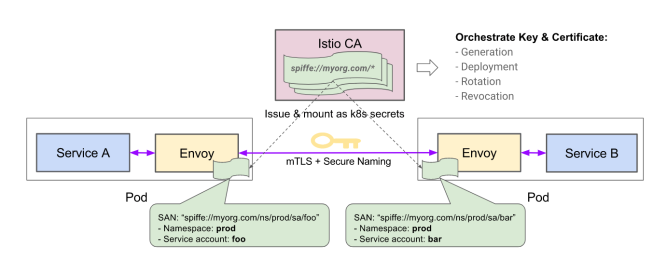 Istio CA
spiffe://myorg.com/*
Orchestrate Key & Certificate:
- Generation
- Deployment
- Rotation
- Revocation
Issue & mount as k8s secrets
Service A
Envoy
mTLS + Secure Naming
Envoy
Service B
Pod
Pod
SAN: “spiffe://myorg.com/ns/prod/sa/foo”
- Namespace: prod
- Service account: foo
SAN: “spiffe://myorg.com/ns/prod/sa/bar”
- Namespace: prod
- Service account: bar